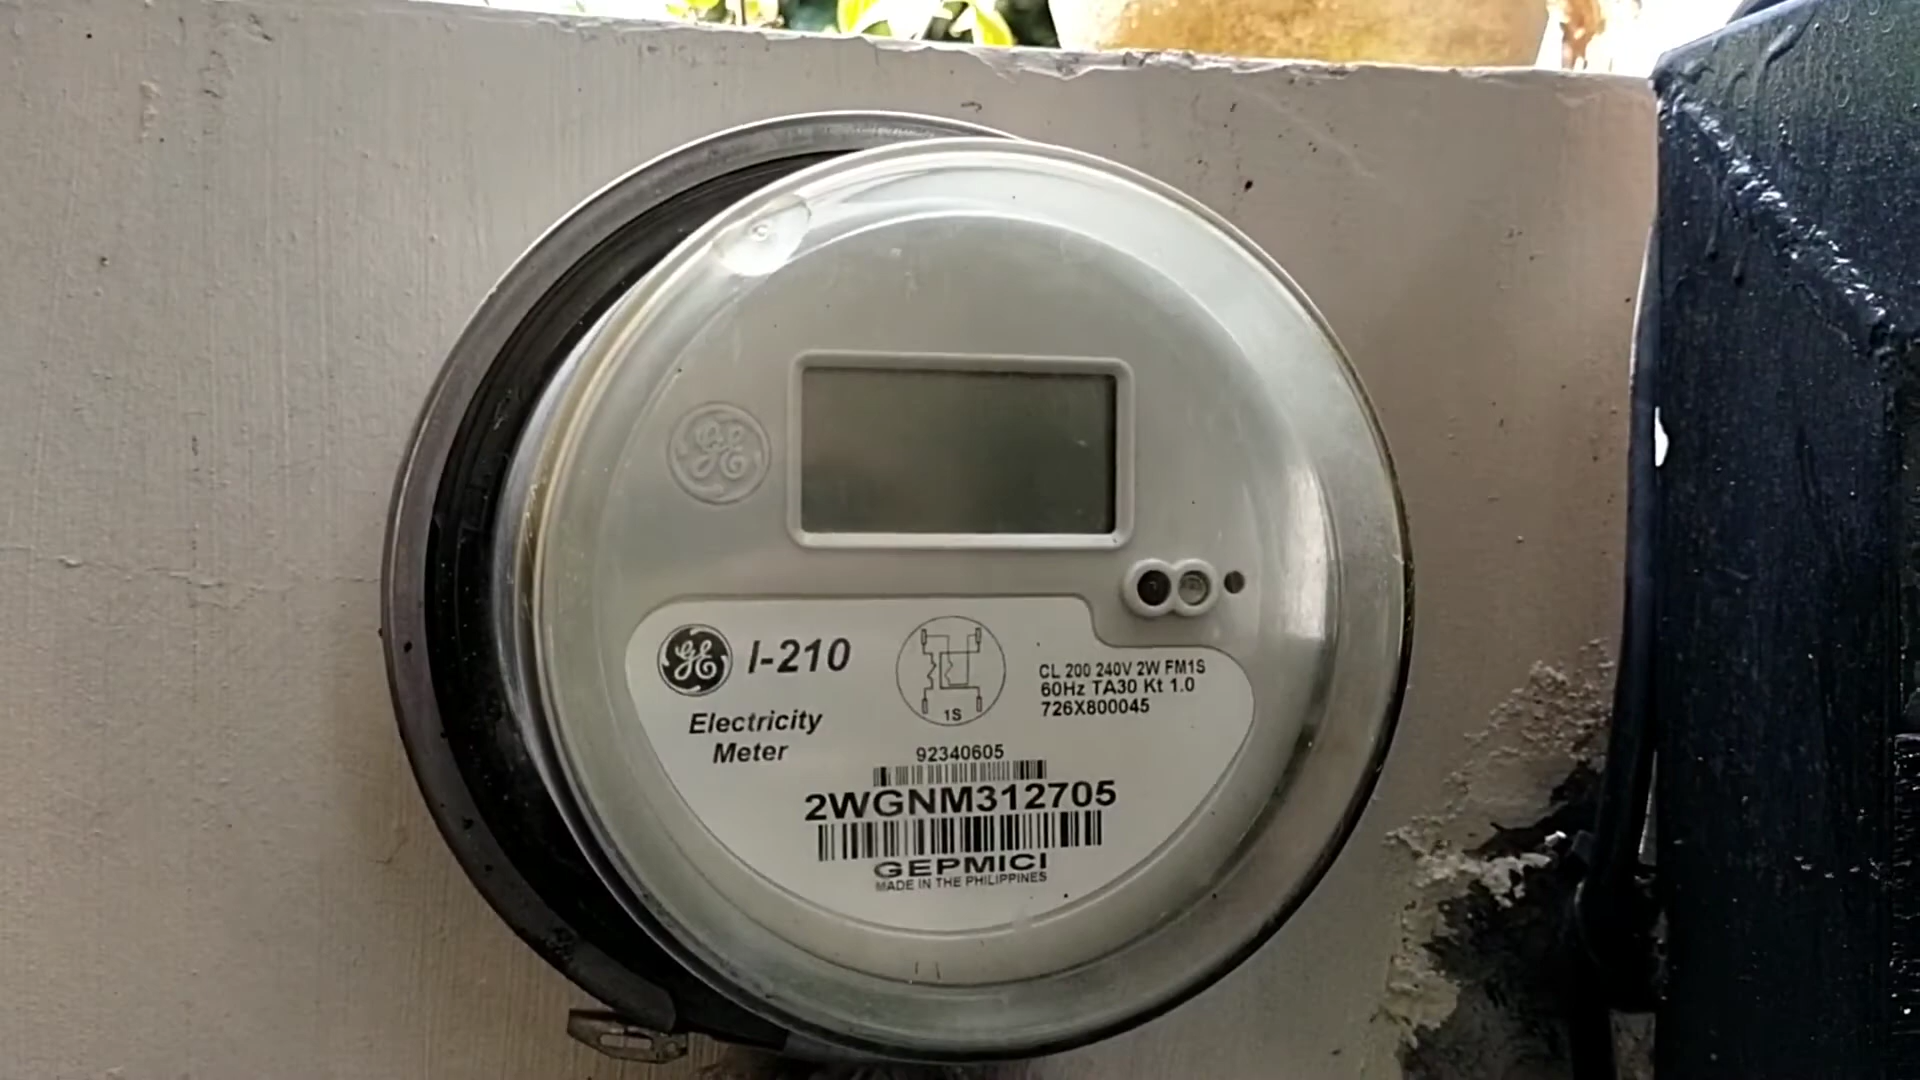 GE
GE I-210
Electricity
Meter
1S
CL 200 240V 2W FM1S
60Hz TA30 Kt 1.0
726X800045
92340605
2WGNM312705
GEPMICI
MADE IN THE PHILIPPINES